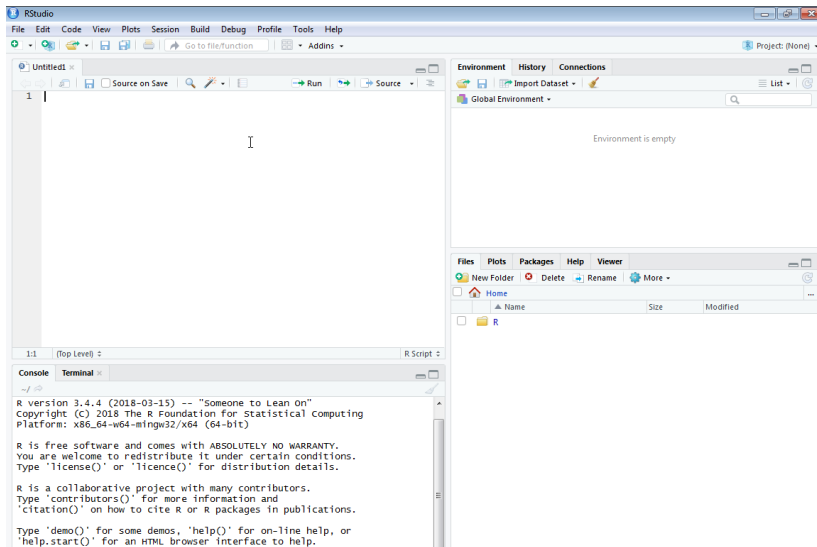 RStudio
File Edit Code View Plots Session Build Debug Profile Tools Help
Go to file/function Addins Project: (None)
Untitled1
Source on Save Run Source
1
1:1 (Top Level) R Script
Console Terminal
~/
R version 3.4.4 (2018-03-15) -- "Someone to Lean On"
Copyright (C) 2018 The R Foundation for Statistical Computing
Platform: x86_64-w64-mingw32/x64 (64-bit)
R is free software and comes with ABSOLUTELY NO WARRANTY.
You are welcome to redistribute it under certain conditions.
Type 'license()' or 'licence()' for distribution details.
R is a collaborative project with many contributors.
Type 'contributors()' for more information and
'citation()' on how to cite R or R packages in publications.
Type 'demo()' for some demos, 'help()' for on-line help, or
'help.start()' for an HTML browser interface to help.
Environment History Connections
Import Dataset List
Global Environment
Environment is empty
Files Plots Packages Help Viewer
New Folder Delete Rename More
Home ...
Name Size Modified
R